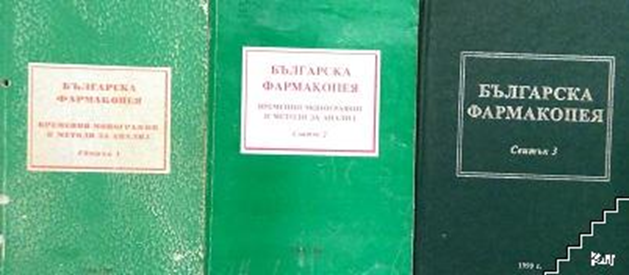 БЪЛГАРСКА
ФАРМАКОПЕЯ
ВРЕМЕННИ МОНОГРАФИИ
И МЕТОДИ ЗА АНАЛИЗ
Свитък 1
БЪЛГАРСКА
ФАРМАКОПЕЯ
ВРЕМЕННИ МОНОГРАФИИ
И МЕТОДИ ЗА АНАЛИЗ
Свитък 2
БЪЛГАРСКА
ФАРМАКОПЕЯ
Свитък 3
1999 г.